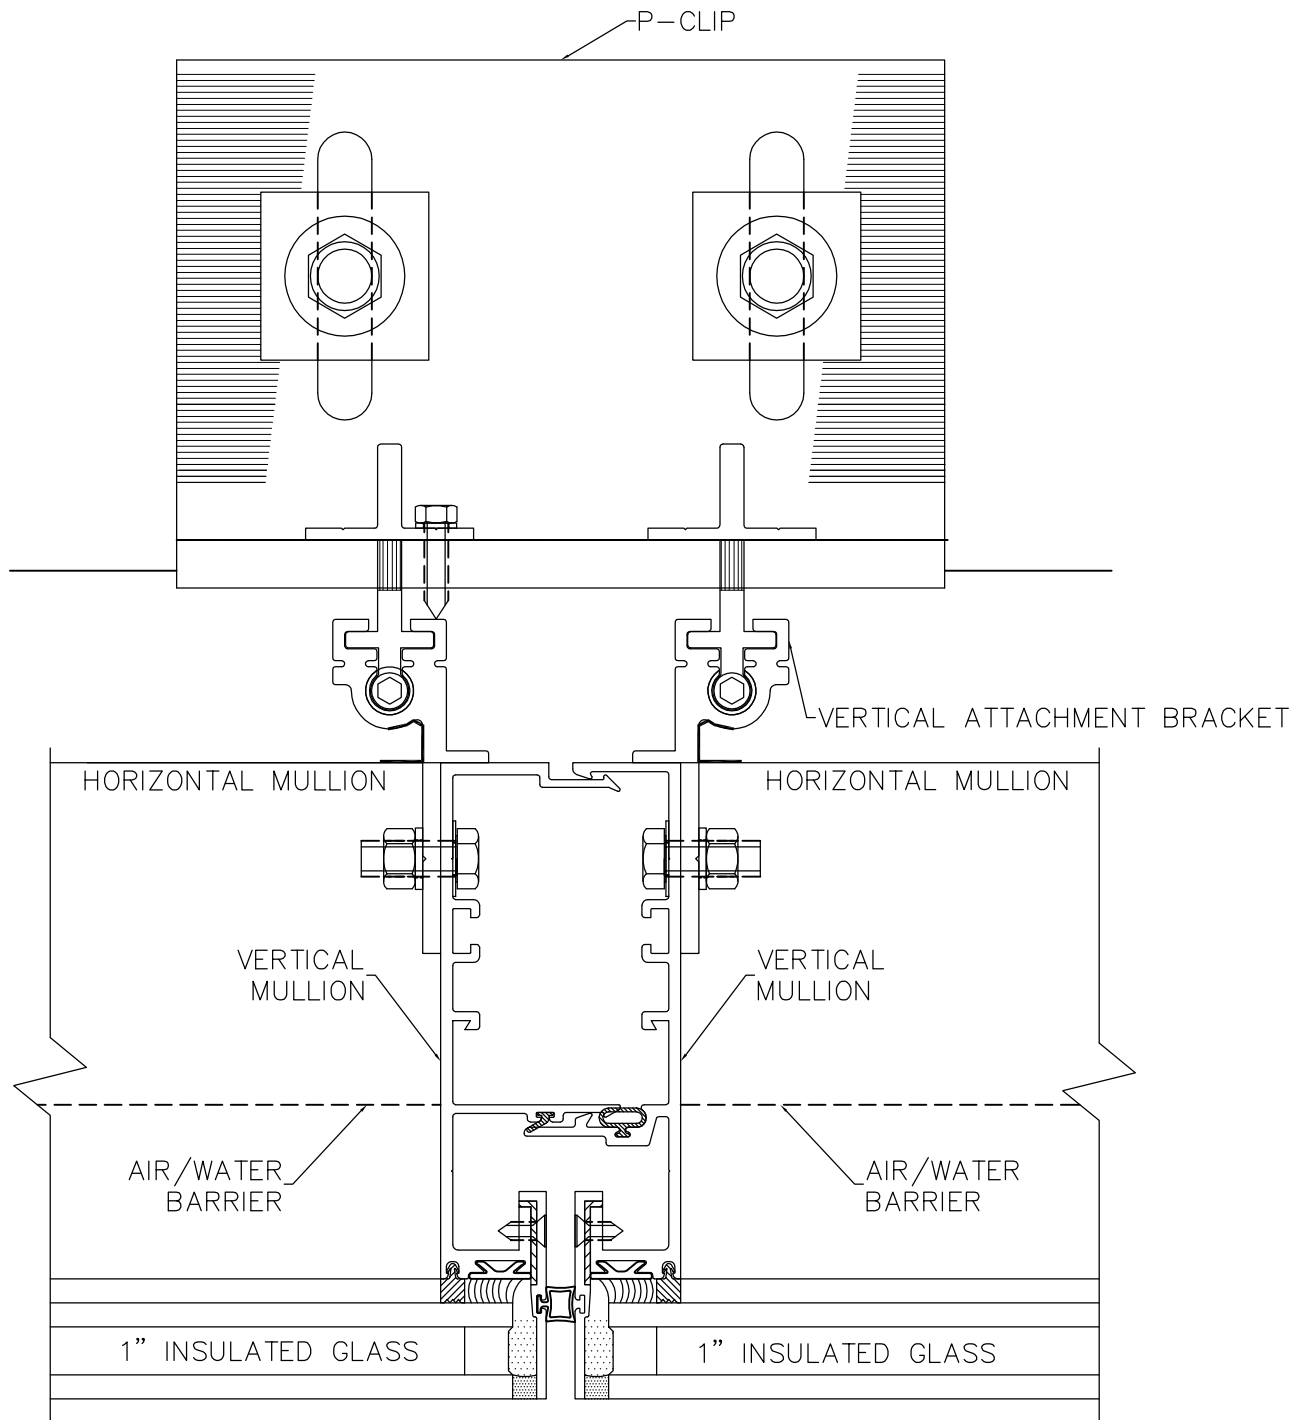 P-CLIP
VERTICAL ATTACHMENT BRACKET
HORIZONTAL MULLION
HORIZONTAL MULLION
VERTICAL
MULLION
VERTICAL
MULLION
AIR/WATER
BARRIER
AIR/WATER
BARRIER
1” INSULATED GLASS
1” INSULATED GLASS